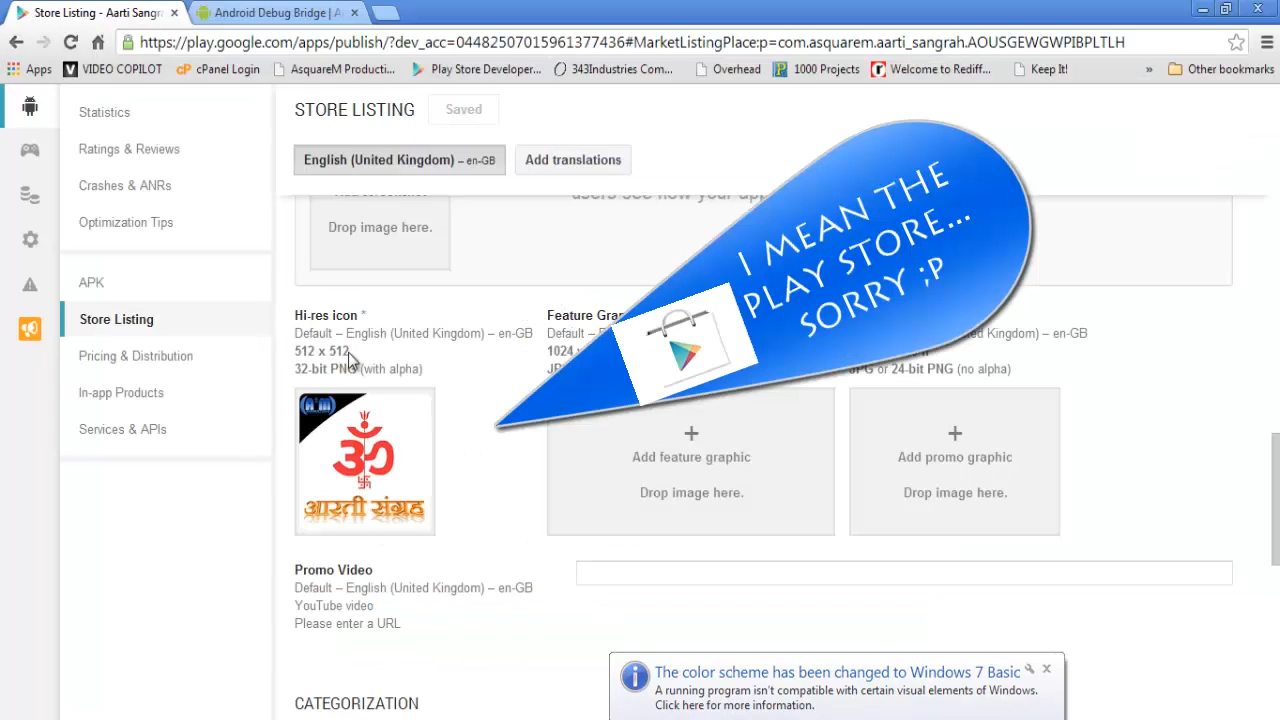 Store Listing - Aarti Sangra
Android Debug Bridge | A
https://play.google.com/apps/publish/?dev_acc=04482507015961377436#MarketListingPlace:p=com.asquarem.aarti_sangrah.AOUSGEWGWPIBPLTLH
Apps VIDEO COPILOT cPanel Login AsquareM Producti... Play Store Developer... 343Industries Com... Overhead 1000 Projects Welcome to Rediff... Keep It! » Other bookmarks
Statistics
Ratings & Reviews
Crashes & ANRs
Optimization Tips
APK
Store Listing
Pricing & Distribution
In-app Products
Services & APIs
STORE LISTING Saved
English (United Kingdom) – en-GB Add translations
Drop image here.
I MEAN THE
PLAY STORE...
SORRY ;P
Hi-res icon *
Default – English (United Kingdom) – en-GB
512 x 512
32-bit PNG (with alpha)
आरती संग्रह
Feature Gra
Default –
1024
Add feature graphic
Drop image here.
en-GB
JPG or 24-bit PNG (no alpha)
Add promo graphic
Drop image here.
Promo Video
Default – English (United Kingdom) – en-GB
YouTube video
Please enter a URL
CATEGORIZATION
The color scheme has been changed to Windows 7 Basic
A running program isn't compatible with certain visual elements of Windows.
Click here for more information.